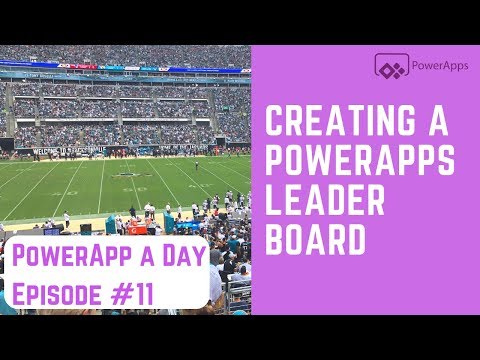 PowerApps
CREATING A
POWERAPPS
LEADER
BOARD
PowerApp a Day
Episode #11